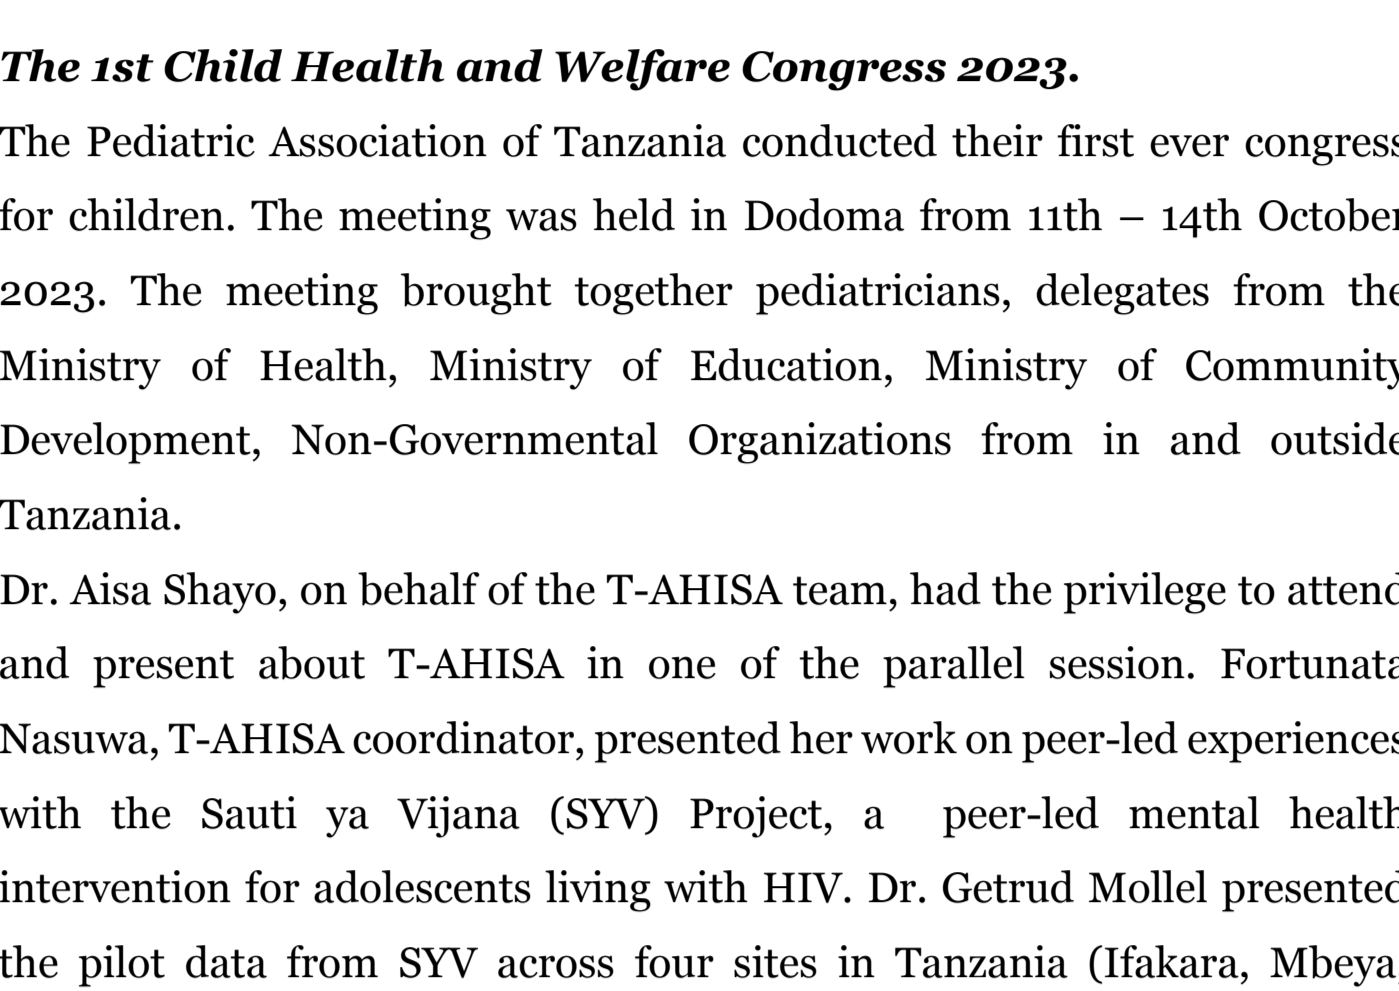 The 1st Child Health and Welfare Congress 2023.
The Pediatric Association of Tanzania conducted their first ever congress
for children. The meeting was held in Dodoma from 11th – 14th October
2023. The meeting brought together pediatricians, delegates from the
Ministry of Health, Ministry of Education, Ministry of Community
Development, Non-Governmental Organizations from in and outside
Tanzania.
Dr. Aisa Shayo, on behalf of the T-AHISA team, had the privilege to attend
and present about T-AHISA in one of the parallel session. Fortunata
Nasuwa, T-AHISA coordinator, presented her work on peer-led experiences
with the Sauti ya Vijana (SYV) Project, a peer-led mental health
intervention for adolescents living with HIV. Dr. Getrud Mollel presented
the pilot data from SYV across four sites in Tanzania (Ifakara, Mbeya,